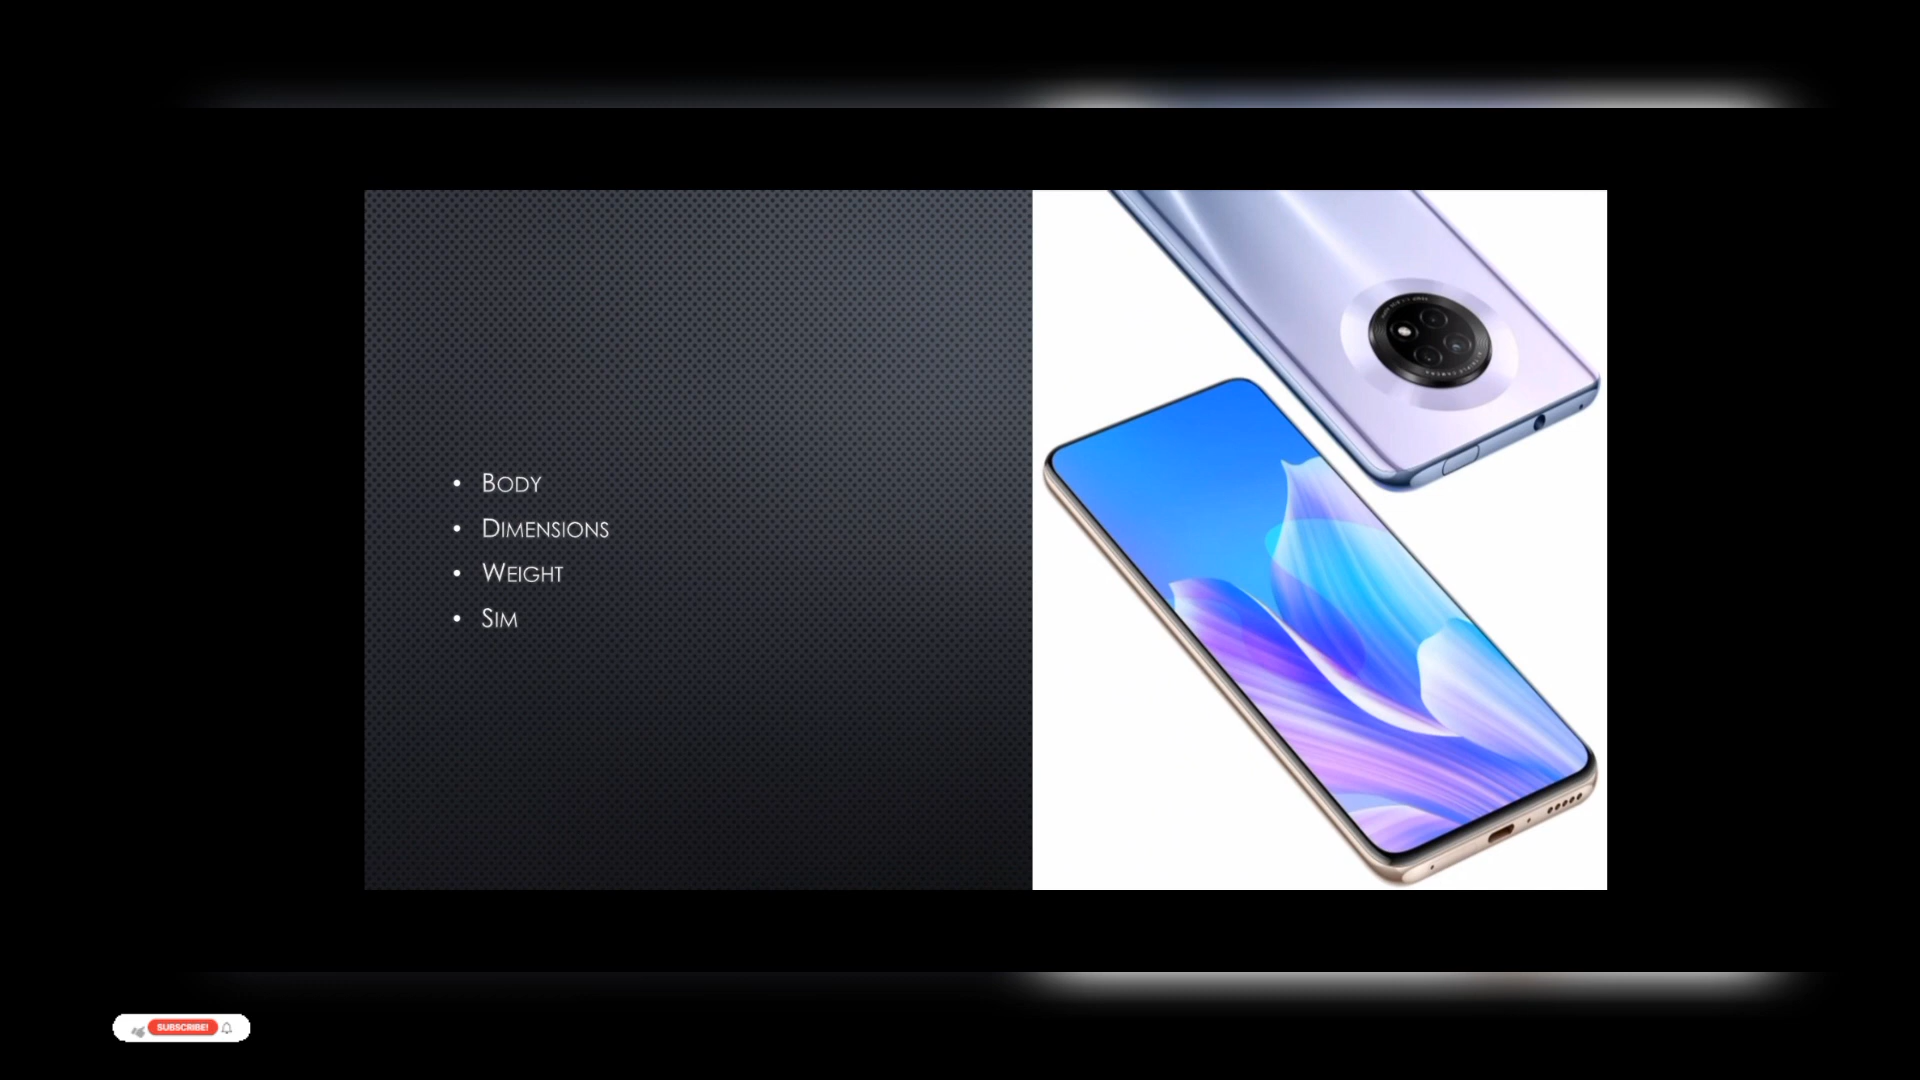 • Body
• Dimensions
• Weight
• Sim
SUBSCRIBE!